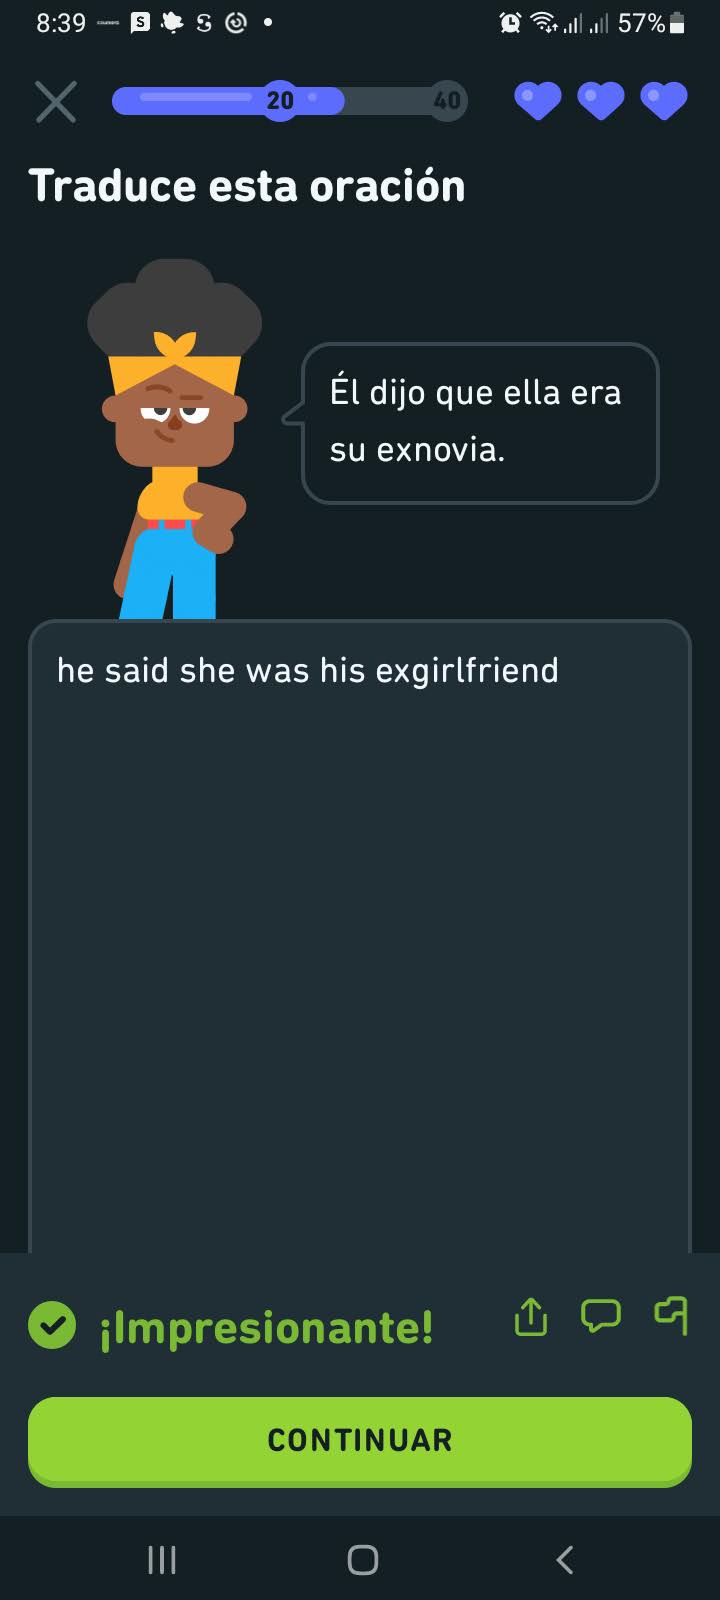 8:39 S 57%
20 40
Traduce esta oración
Él dijo que ella era
su exnovia.
he said she was his exgirlfriend
¡Impresionante!
CONTINUAR